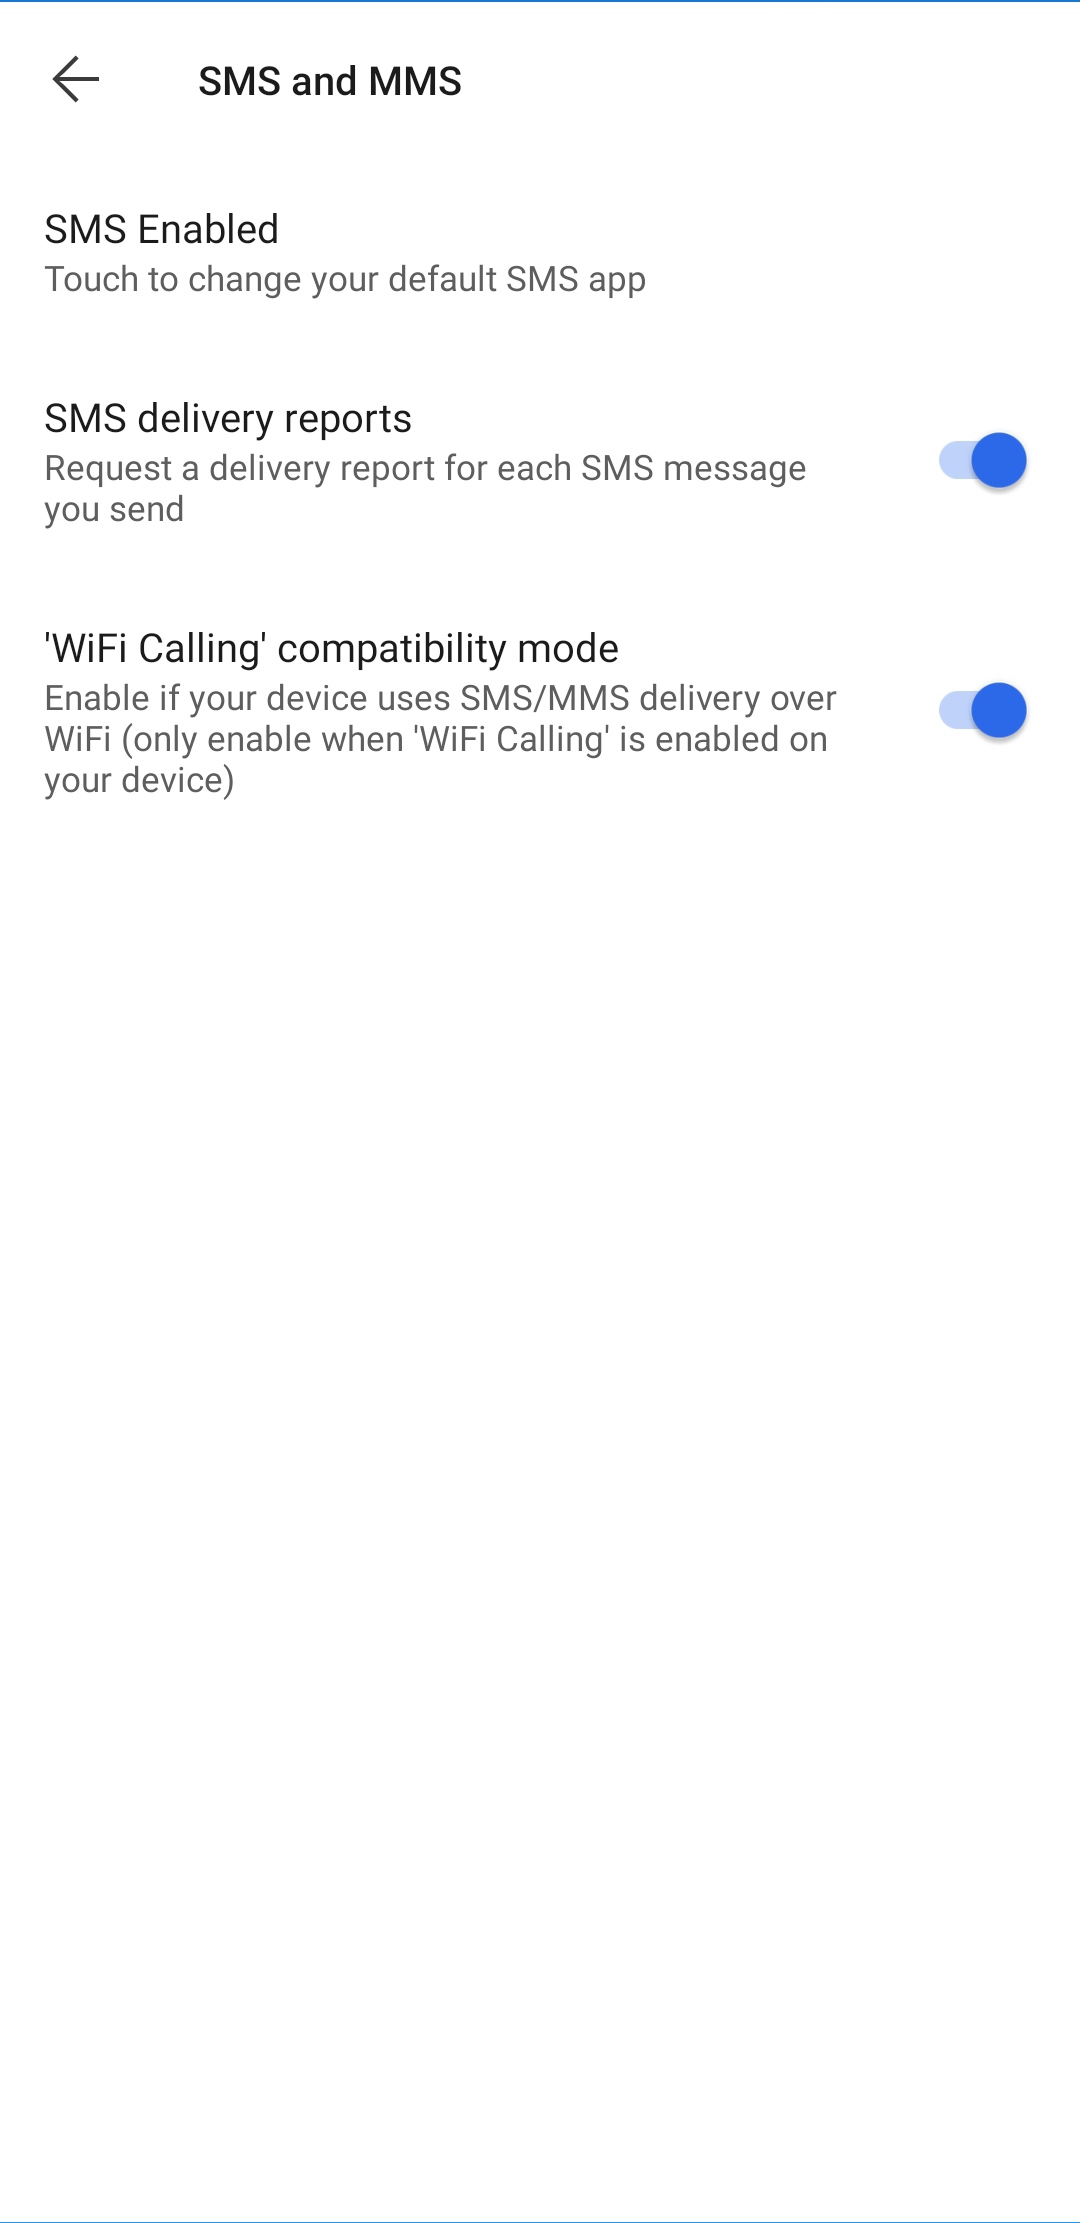 SMS and MMS
SMS Enabled
Touch to change your default SMS app
SMS delivery reports
Request a delivery report for each SMS message
you send
'WiFi Calling' compatibility mode
Enable if your device uses SMS/MMS delivery over
WiFi (only enable when 'WiFi Calling' is enabled on
your device)